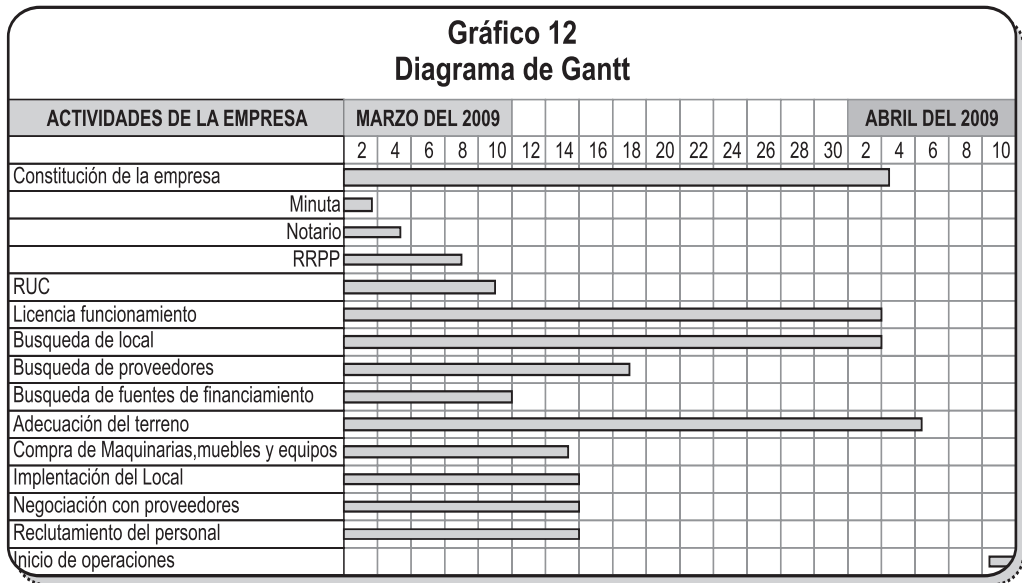 Gráfico 12
Diagrama de Gantt
ACTIVIDADES DE LA EMPRESA MARZO DEL 2009 ABRIL DEL 2009
2 4 6 8 10 12 14 16 18 20 22 24 26 28 30 2 4 6 8 10
Constitución de la empresa
Minuta
Notario
RRPP
RUC
Licencia funcionamiento
Busqueda de local
Busqueda de proveedores
Busqueda de fuentes de financiamiento
Adecuación del terreno
Compra de Maquinarias,muebles y equipos
Implentación del Local
Negociación con proveedores
Reclutamiento del personal
Inicio de operaciones